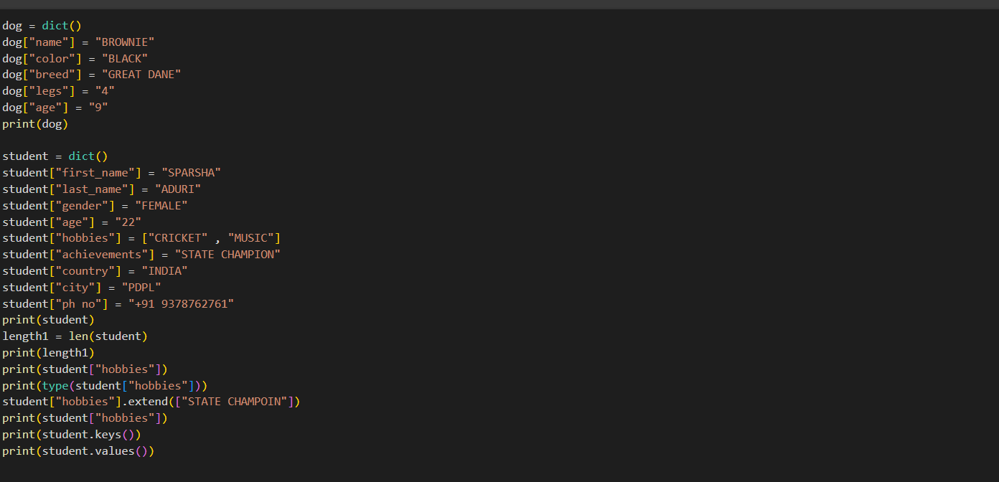 dog = dict()
dog["name"] = "BROWNIE"
dog["color"] = "BLACK"
dog["breed"] = "GREAT DANE"
dog["legs"] = "4"
dog["age"] = "9"
print(dog)

student = dict()
student["first_name"] = "SPARSHA"
student["last_name"] = "ADURI"
student["gender"] = "FEMALE"
student["age"] = "22"
student["hobbies"] = ["CRICKET" , "MUSIC"]
student["achievements"] = "STATE CHAMPION"
student["country"] = "INDIA"
student["city"] = "PDPL"
student["ph no"] = "+91 9378762761"
print(student)
length1 = len(student)
print(length1)
print(student["hobbies"])
print(type(student["hobbies"]))
student["hobbies"].extend(["STATE CHAMPOIN"])
print(student["hobbies"])
print(student.keys())
print(student.values())